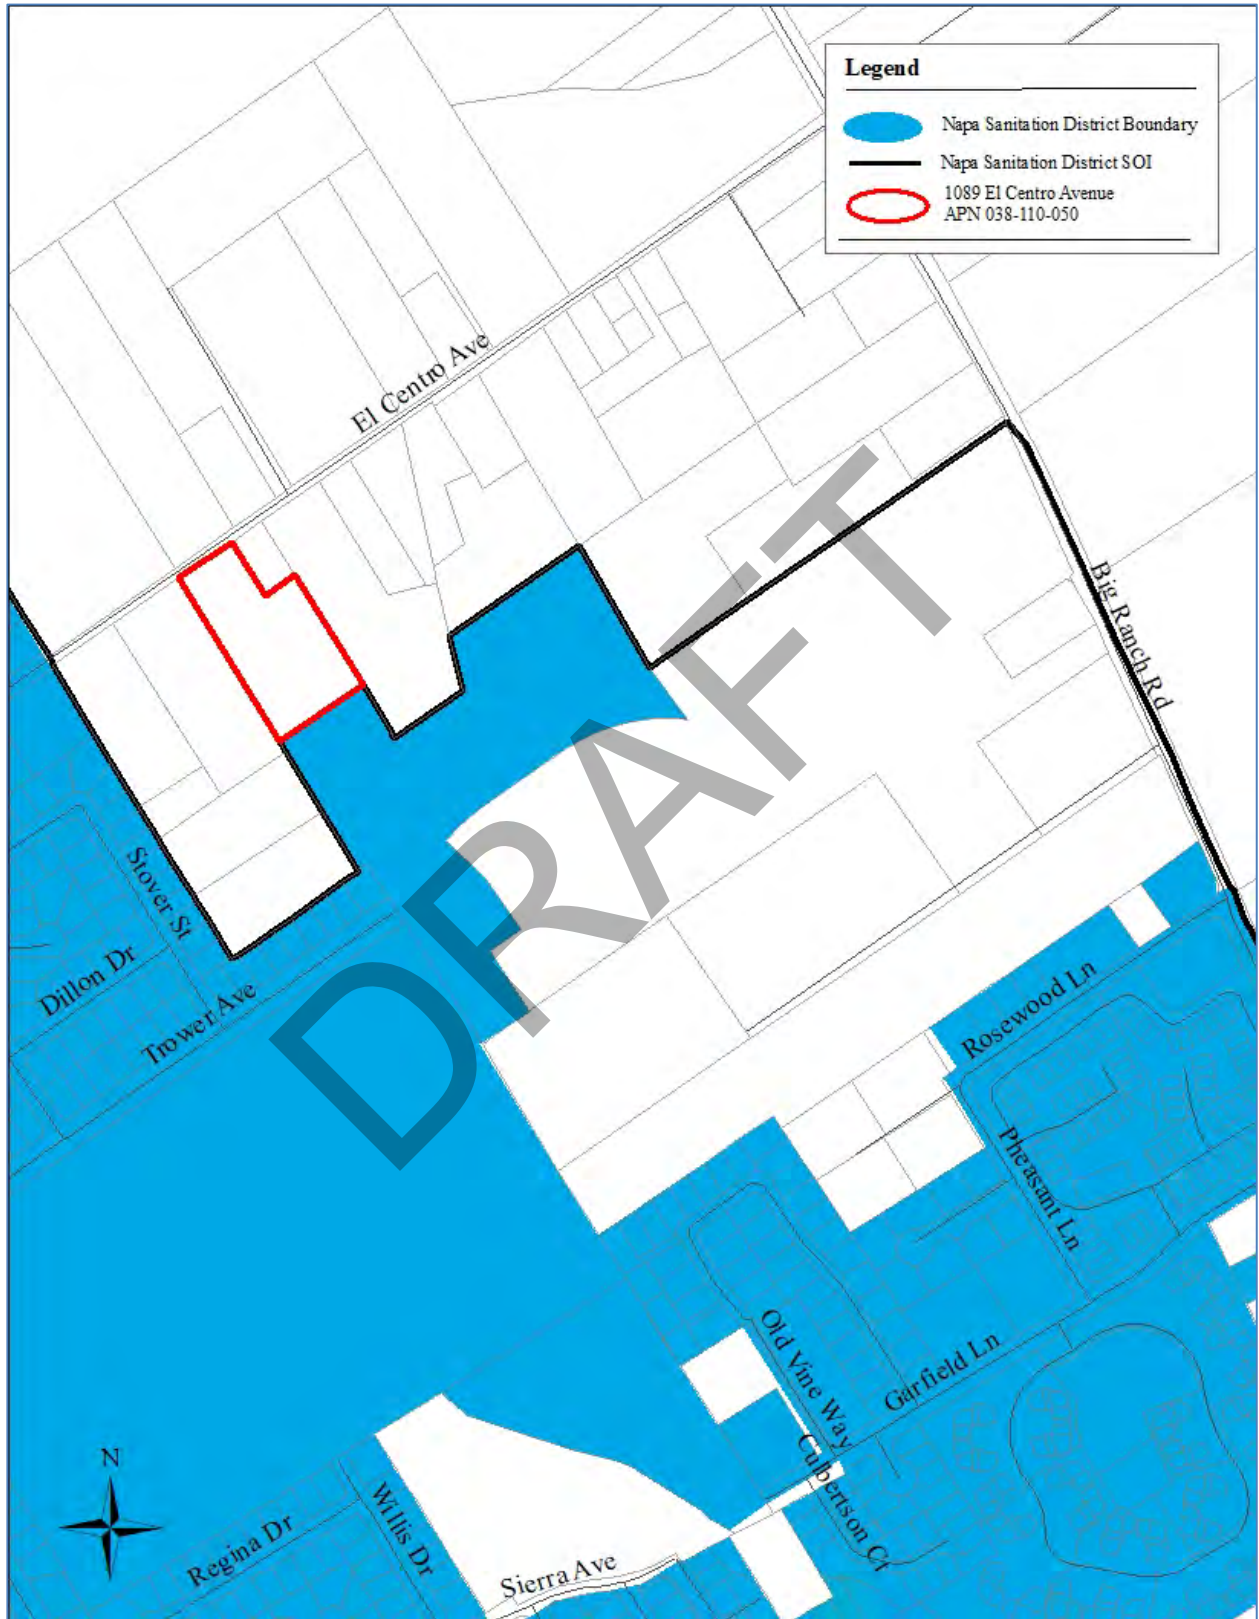 Legend
Napa Sanitation District Boundary
Napa Sanitation District SOI
1089 El Centro Avenue
APN 038-110-050
El Centro Ave
Big Ranch Rd
DRAFT
Stover St
Dillon Dr
Trower Ave
Rosewood Ln
Pheasant Ln
Old Vine Way
Garfield Ln
Culbertson Ct
N
Willis Dr
Regina Dr
Sierra Ave